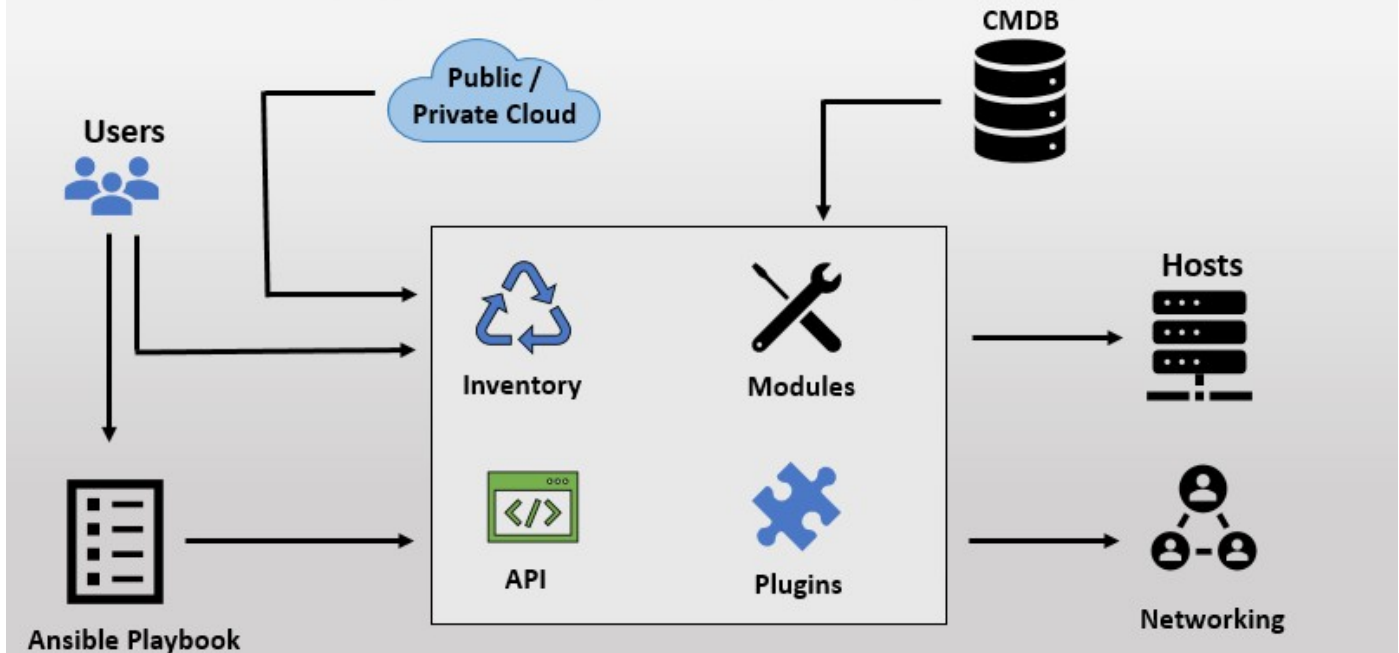 CMDB
Public /
Private Cloud
Users
Hosts
Inventory
Modules
API
Plugins
Networking
Ansible Playbook